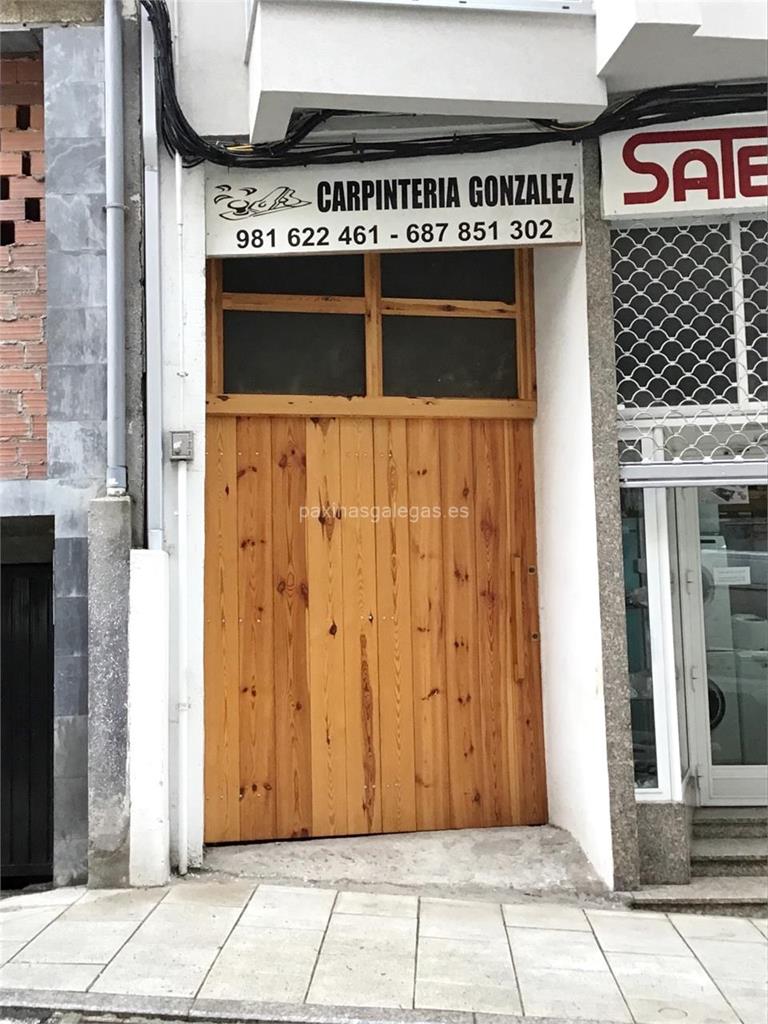 CARPINTERIA GONZALEZ
981 622 461 - 687 851 302
SATE
paxinasgalegas.es